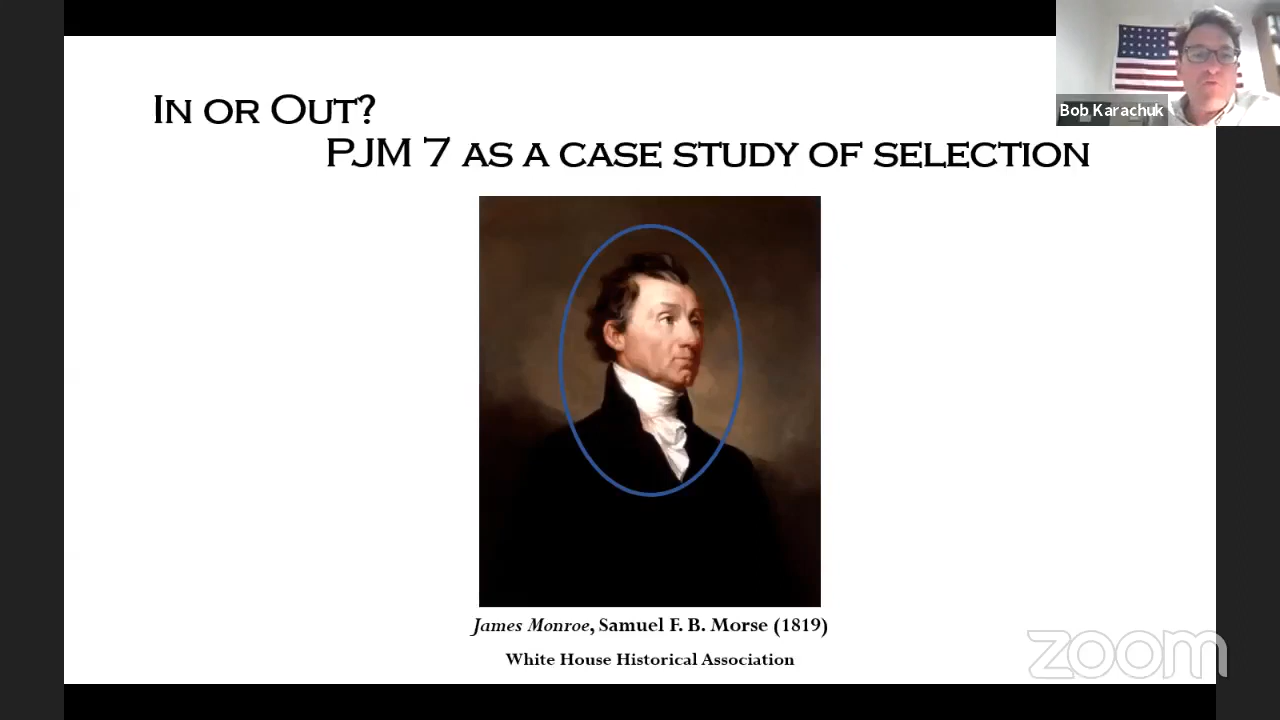 In or Out?
PJM 7 as a case study of selection
Bob Karachuk
James Monroe, Samuel F. B. Morse (1819)
White House Historical Association
zoom